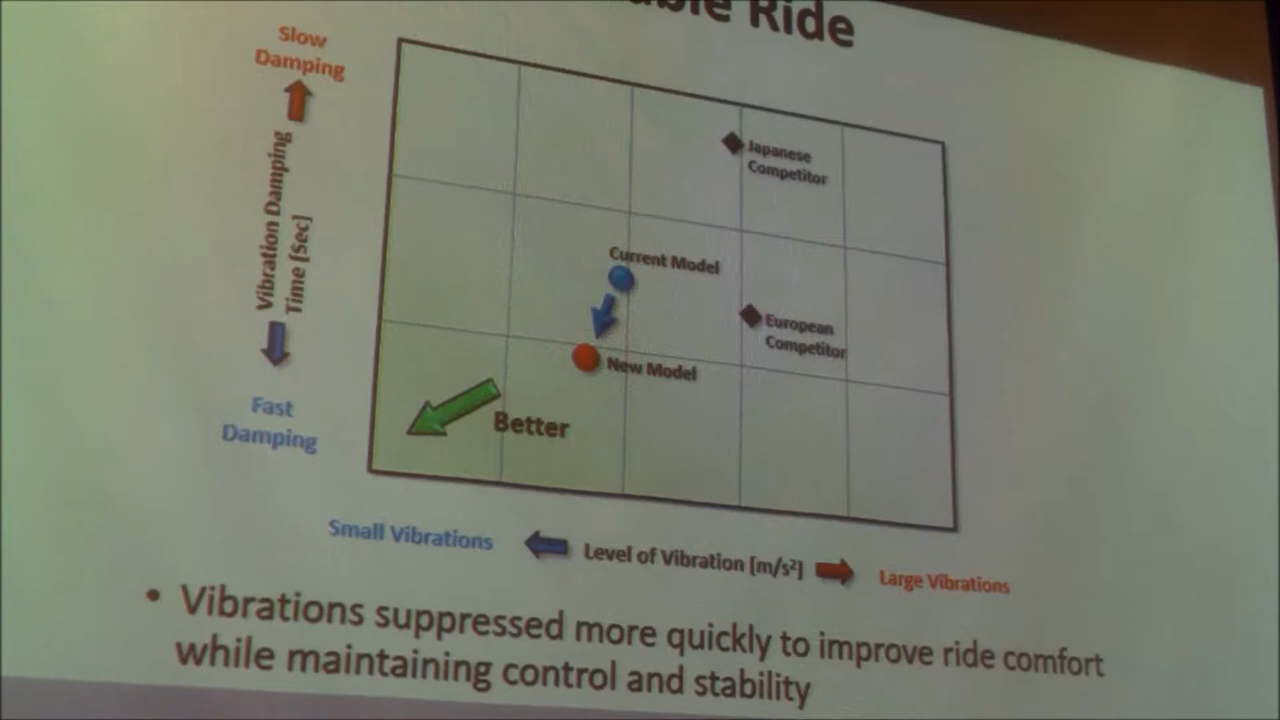 Ride
Slow
Damping
Vibration Damping
Time [Sec]
Fast
Damping
Japanese
Competitor
Current Model
European
Competitor
New Model
Better
Small Vibrations
Level of Vibration [m/s²]
Large Vibrations
• Vibrations suppressed more quickly to improve ride comfort
while maintaining control and stability